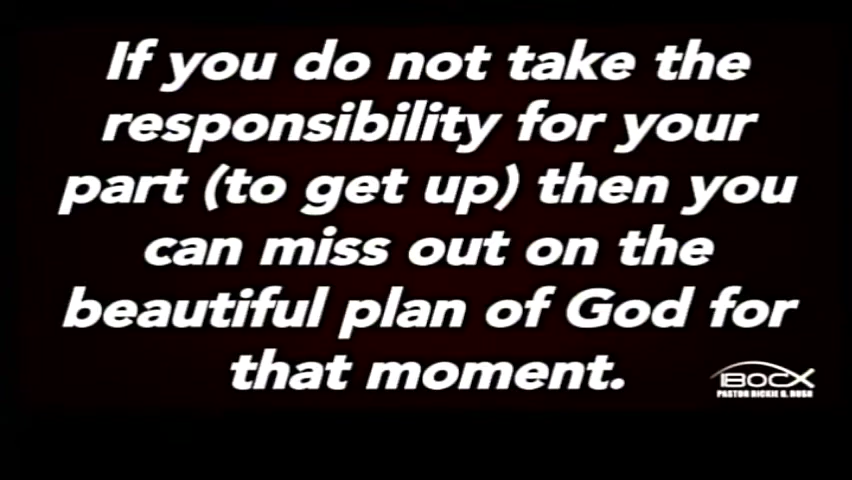 If you do not take the
responsibility for your
part (to get up) then you
can miss out on the
beautiful plan of God for
that moment.
IBOCX
PASTOR RICKIE G. RUSH